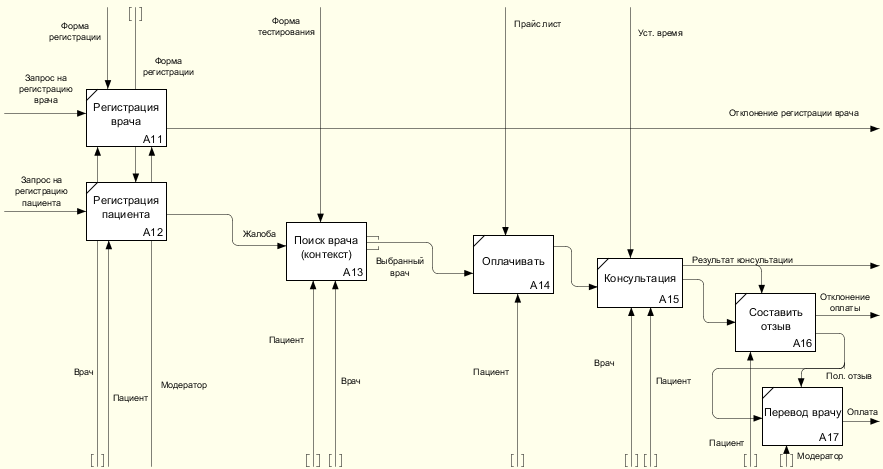 Форма
регистрации
Форма
регистрации
Форма
тестирования
Прайс лист
Уст. время
Запрос на
регистрацию
врача
Регистрация
врача
A11
Отклонение регистрации врача
Запрос на
регистрацию
пациента
Регистрация
пациента
A12
Жалоба
Поиск врача
(контекст)
A13
Выбранный
врач
Оплачивать
A14
Консультация
A15
Результат консультации
Составить
отзыв
A16
Отклонение
оплаты
Пол. отзыв
Перевод врачу
A17
Оплата
Врач
Пациент
Модератор
Пациент
Врач
Пациент
Врач
Пациент
Пациент
Модератор